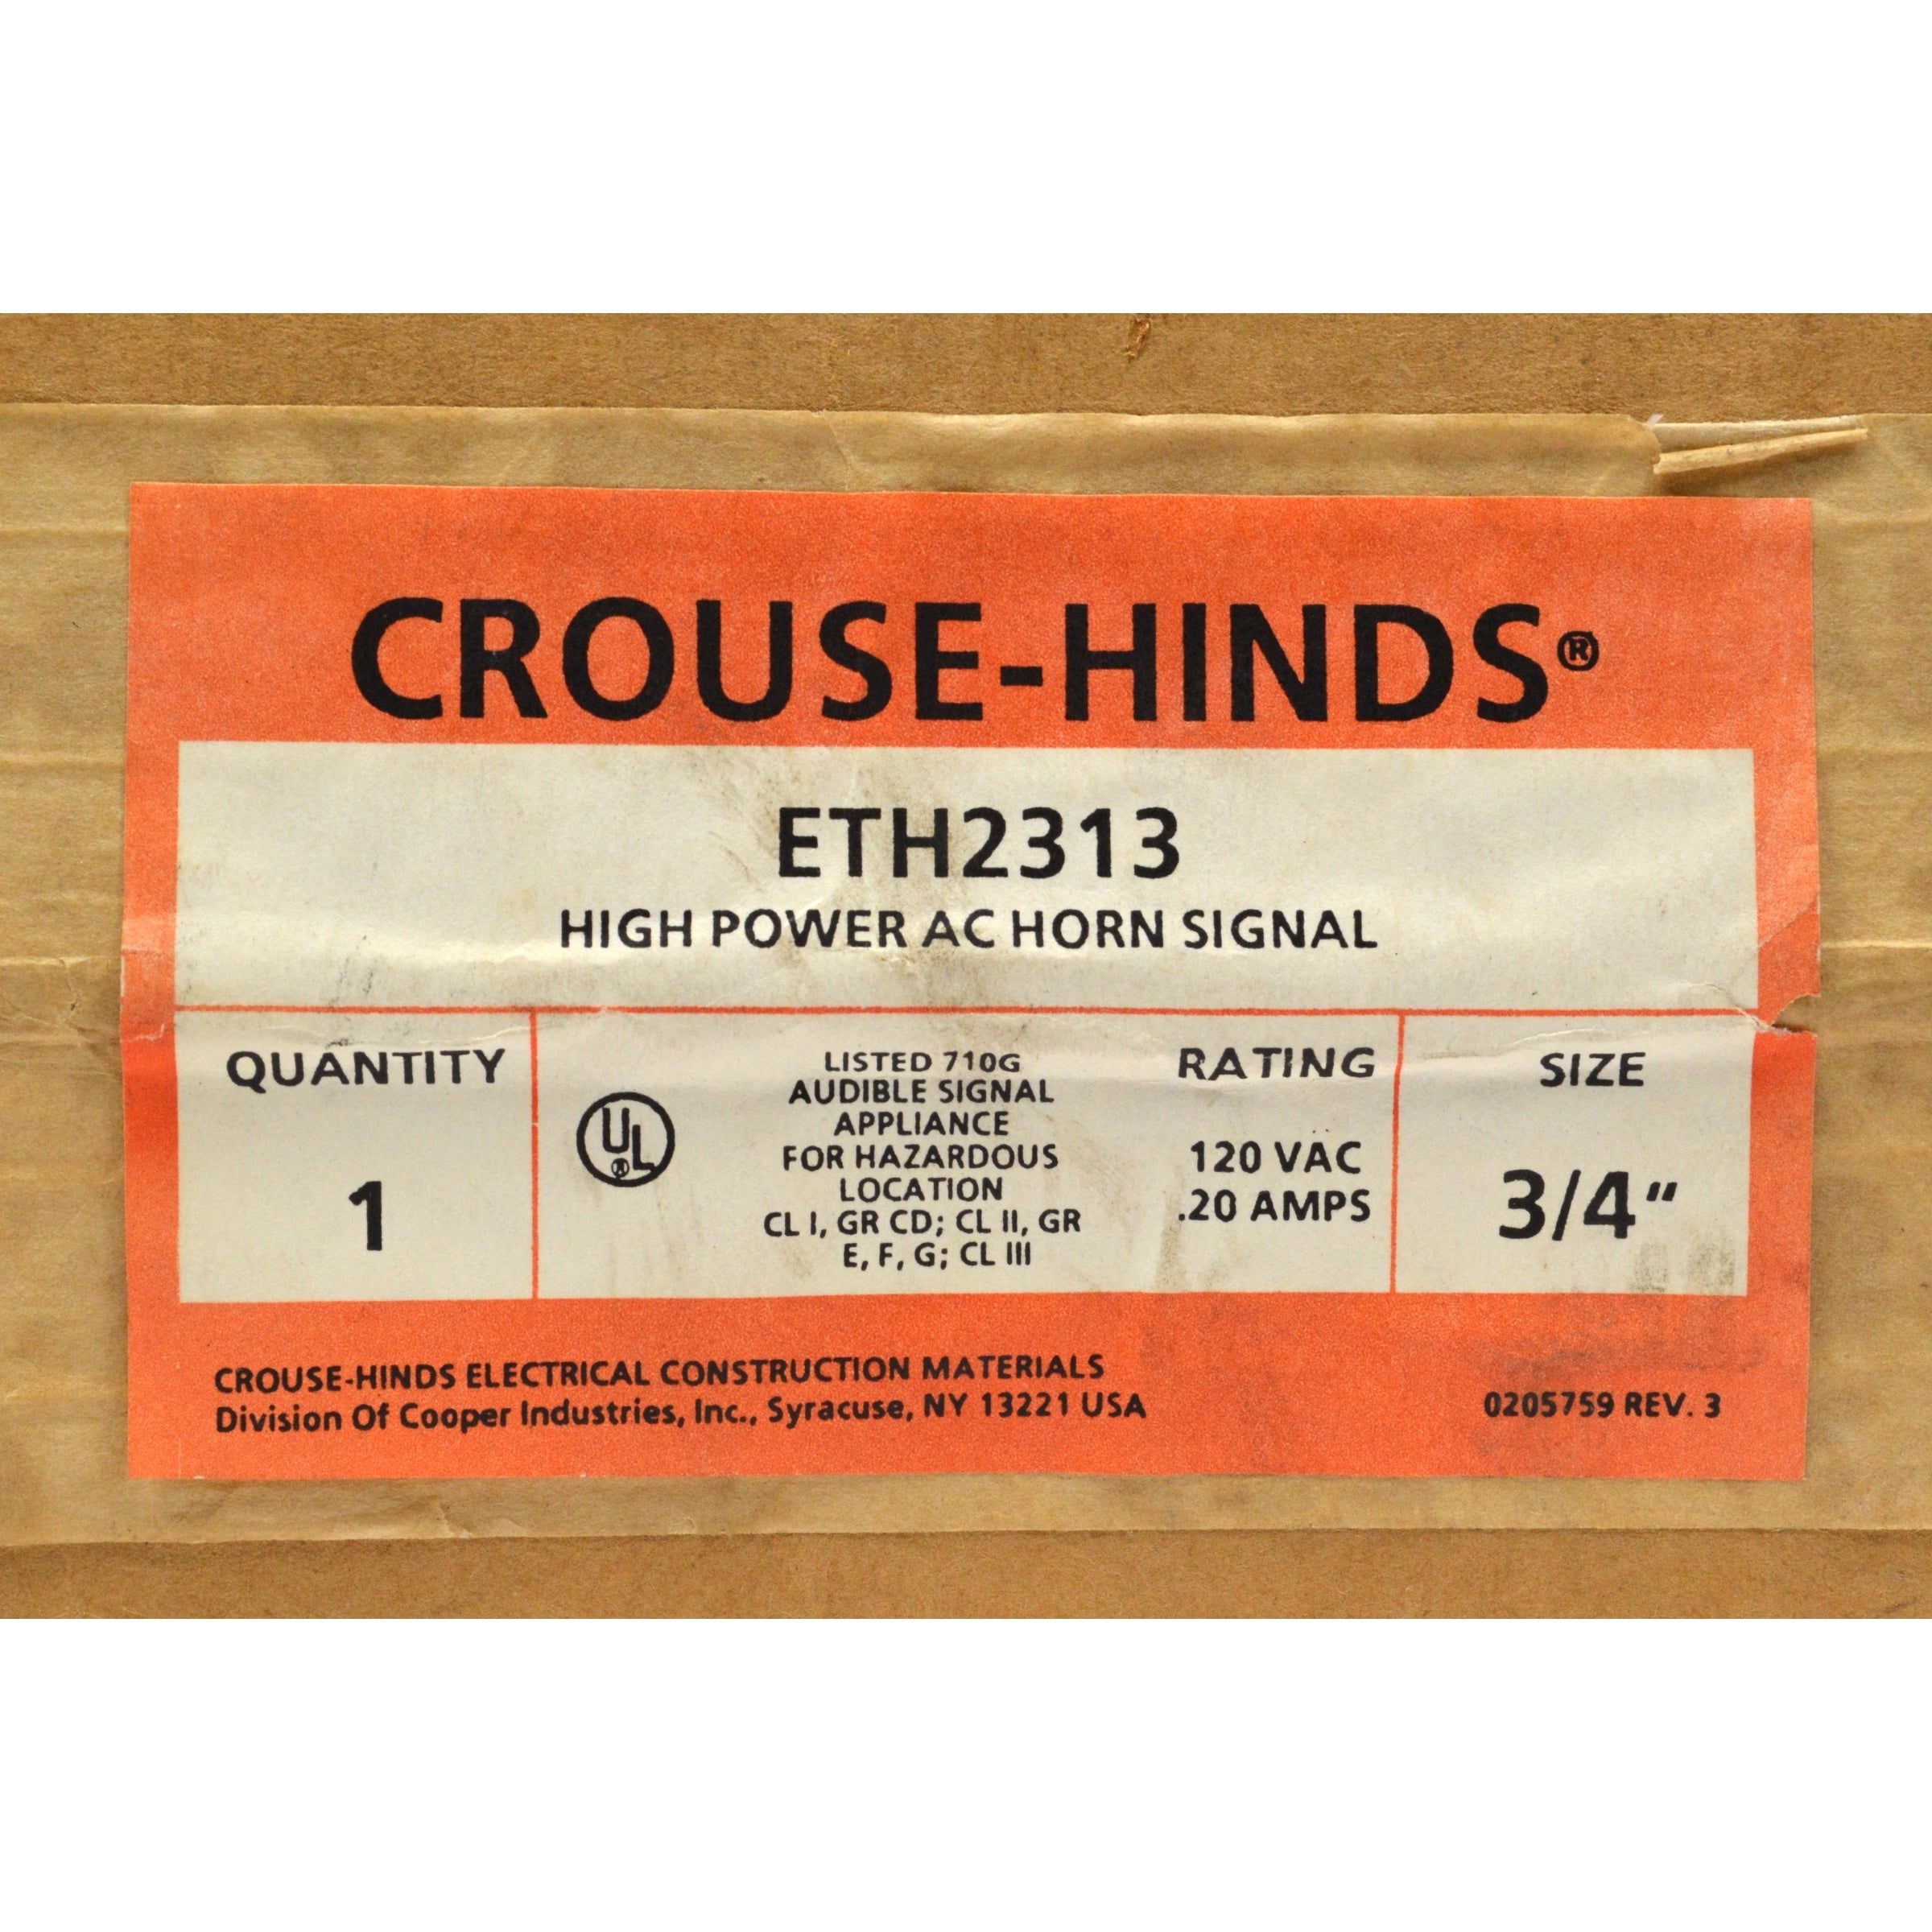 CROUSE-HINDS®
ETH2313
HIGH POWER AC HORN SIGNAL
QUANTITY
1
UL®
LISTED 710G
AUDIBLE SIGNAL
APPLIANCE
FOR HAZARDOUS
LOCATION
CL I, GR CD; CL II, GR
E, F, G; CL III
RATING
120 VAC
.20 AMPS
SIZE
3/4"
CROUSE-HINDS ELECTRICAL CONSTRUCTION MATERIALS
Division Of Cooper Industries, Inc., Syracuse, NY 13221 USA
0205759 REV. 3